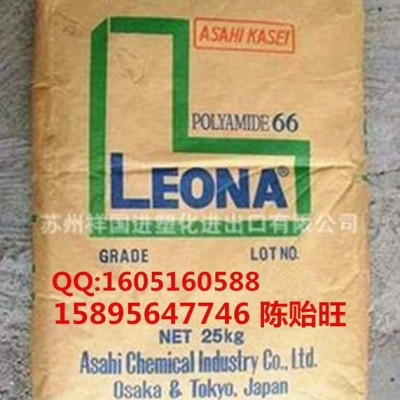 ASAHI KASEI
POLYAMIDE 66
LEONA®
苏州祥国进塑化进出口有限公司
GRADE LOT NO.
QQ:1605160588
15895647746 陈贻旺
NET 25kg
Asahi Chemical Industry Co., Ltd.
Osaka & Tokyo, Japan